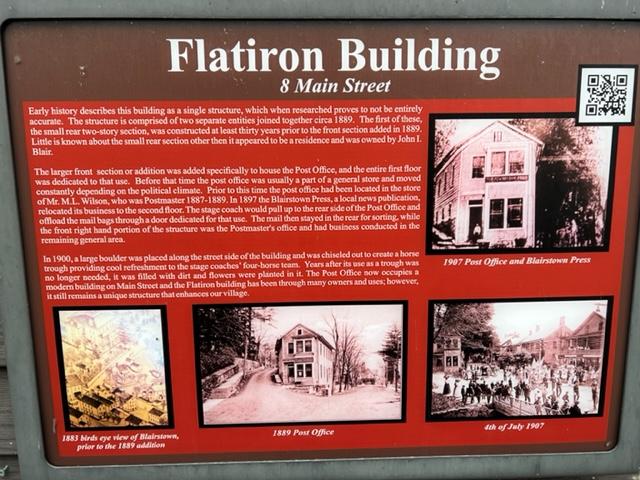 Flatiron Building
8 Main Street
Early history describes this building as a single structure, which when researched proves to not be entirely
accurate. The structure is comprised of two separate entities joined together circa 1889. The first of these,
the small rear two-story section, was constructed at least thirty years prior to the front section added in 1889.
Little is known about the small rear section other then it appeared to be a residence and was owned by John I.
Blair.
The larger front section or addition was added specifically to house the Post Office, and the entire first floor
was dedicated to that use. Before that time the post office was usually a part of a general store and moved
constantly depending on the political climate. Prior to this time the post office had been located in the store
of Mr. M.L. Wilson, who was Postmaster 1887-1889. In 1897 the Blairstown Press, a local news publication,
relocated its business to the second floor. The stage coach would pull up to the rear side of the Post Office and
offload the mail bags through a door dedicated for that use. The mail then stayed in the rear for sorting, while
the front right hand portion of the structure was the Postmaster's office and had business conducted in the
remaining general area.
In 1900, a large boulder was placed along the street side of the building and was chiseled out to create a horse
trough providing cool refreshment to the stage coaches' four-horse team. Years after its use as a trough was
no longer needed, it was filled with dirt and flowers were planted in it. The Post Office now occupies a
modern building on Main Street and the Flatiron building has been through many owners and uses; however,
it still remains a unique structure that enhances our village.
1907 Post Office and Blairstown Press
1883 birds eye view of Blairstown,
prior to the 1889 addition
1889 Post Office
4th of July 1907